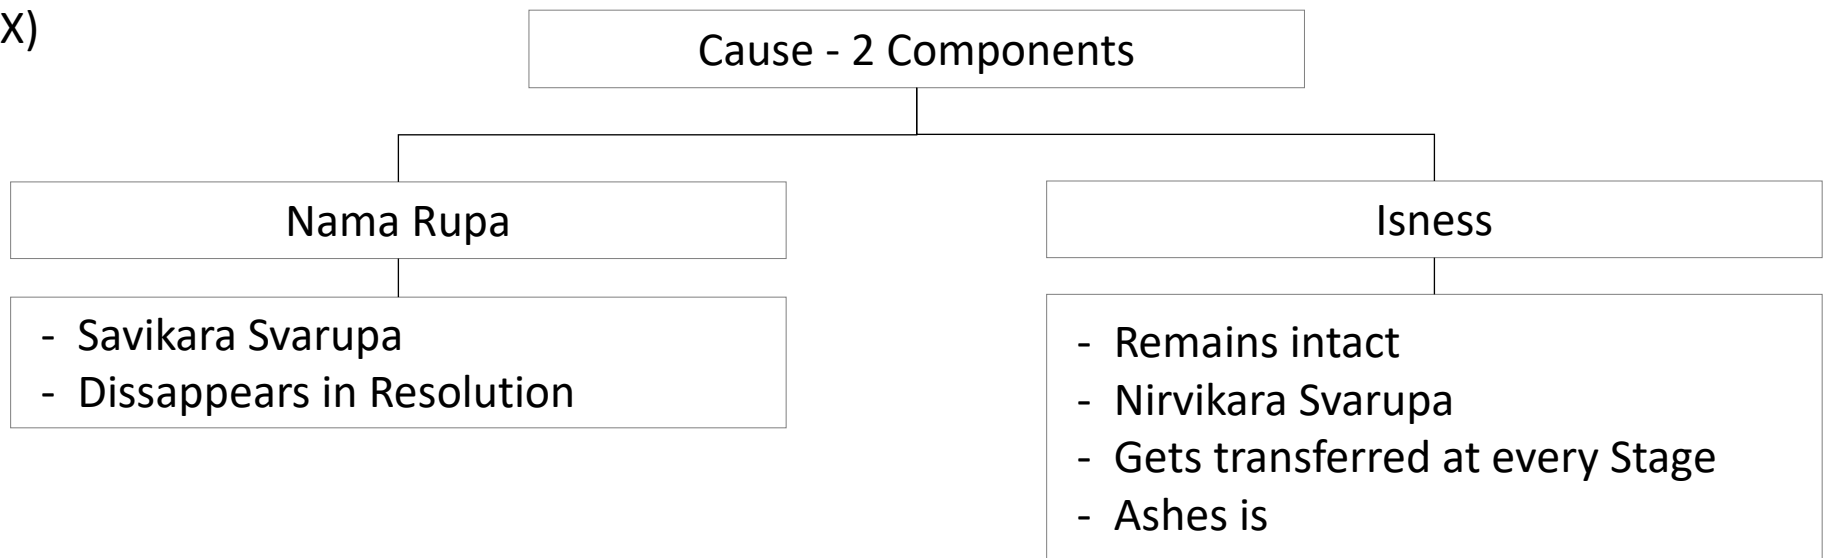 X)
Cause - 2 Components
Nama Rupa
Isness
- Savikara Svarupa
- Dissappears in Resolution
- Remains intact
- Nirvikara Svarupa
- Gets transferred at every Stage
- Ashes is